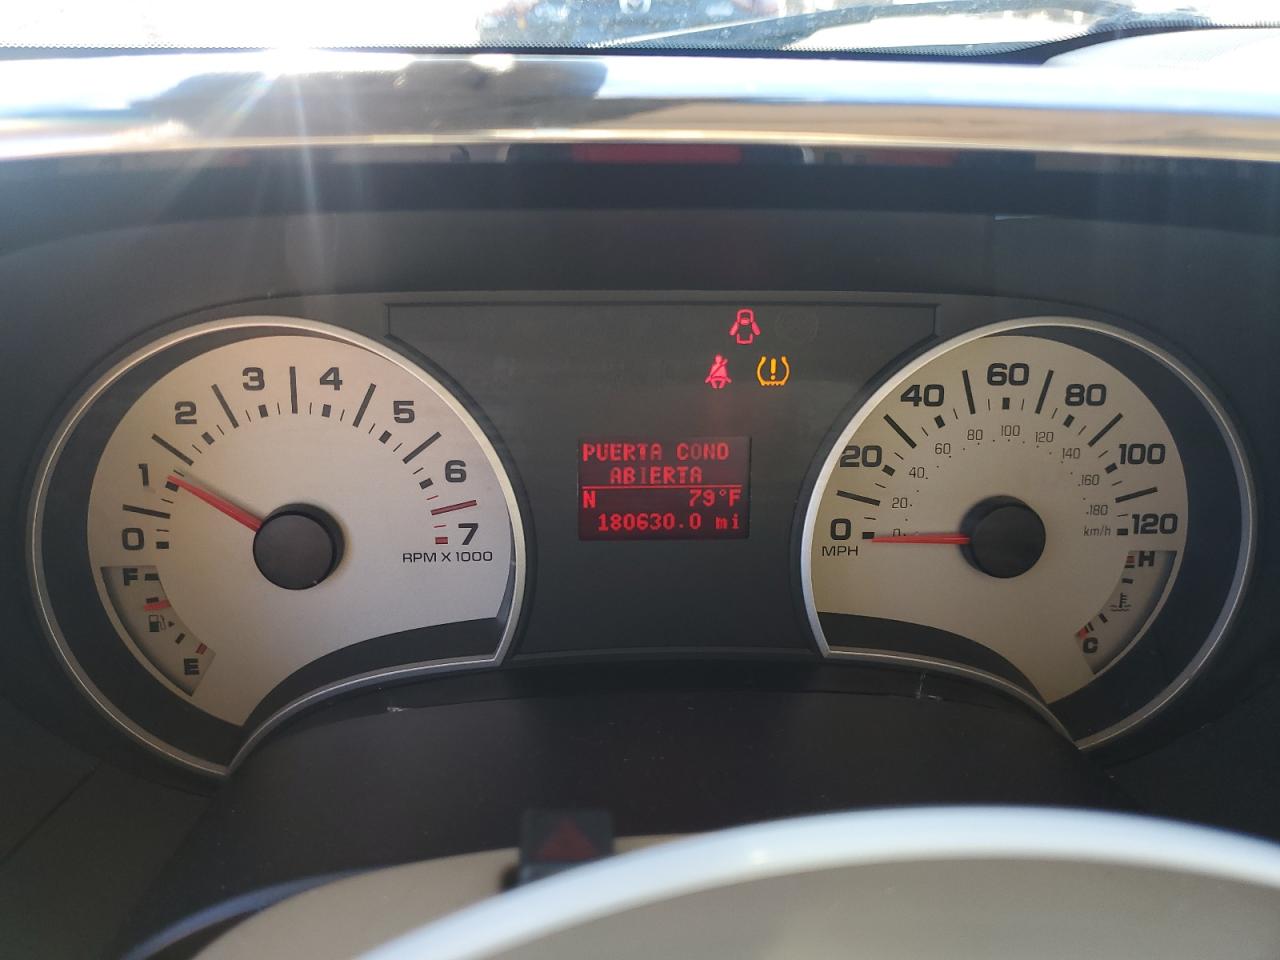 0 1 2 3 4 5 6 7
RPM X 1000
F
E
PUERTA COND
ABIERTA
N 79°F
180630.0 mi
0 20 40 60 80 100 120
MPH
0 20 40 60 80 100 120 140 160 180
km/h
H
C